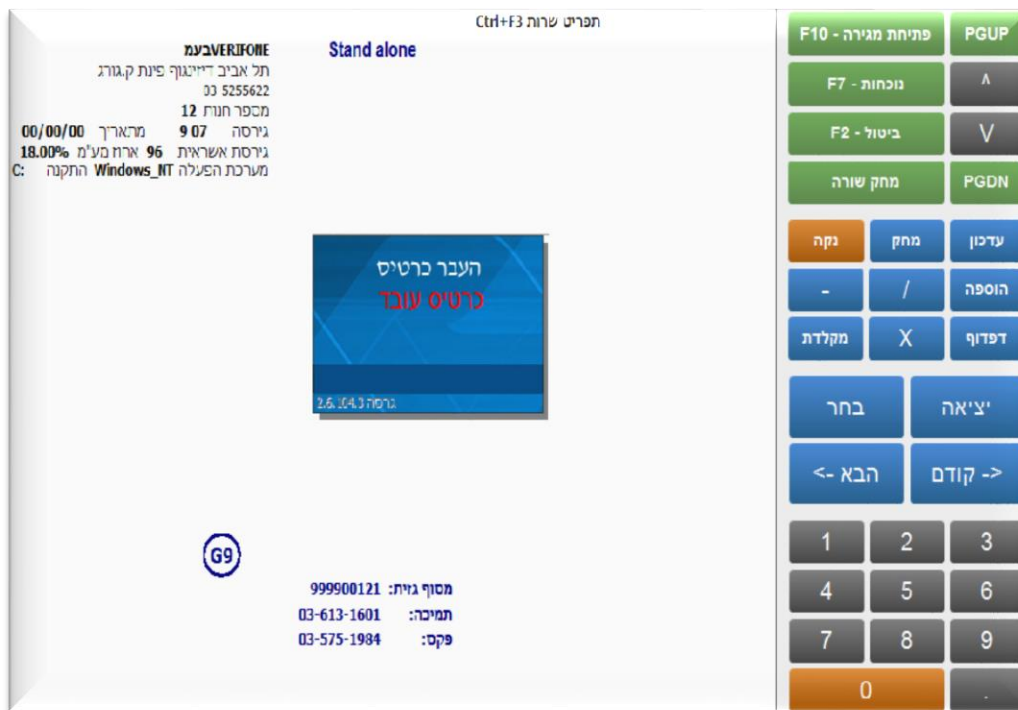 תפריט שרות Ctrl+F3
VERIFONEבעמ
Stand alone
תל אביב דיזינגוף פינת ק.גורג
03 5255622
מספר חנות 12
גירסה 9 07 מתאריך 00/00/00
גירסת אשראית 96 ארוז מע"מ 18.00%
מערכת הפעלה Windows_NT התקנה C:
העבר כרטיס
כרטיס עובד
גרסה 2.6.104.3
G9
מסוף גזית: 999900121
תמיכה: 03-613-1601
פקס: 03-575-1984
פתיחת מגירה - F10
PGUP
נוכחות - F7
^
ביטול - F2
V
מחק שורה
PGDN
נקה
מחק
עדכון
-
/
הוספה
מקלדת
X
דפדוף
בחר
יציאה
הבא ->
<- קודם
1 2 3
4 5 6
7 8 9
0 .